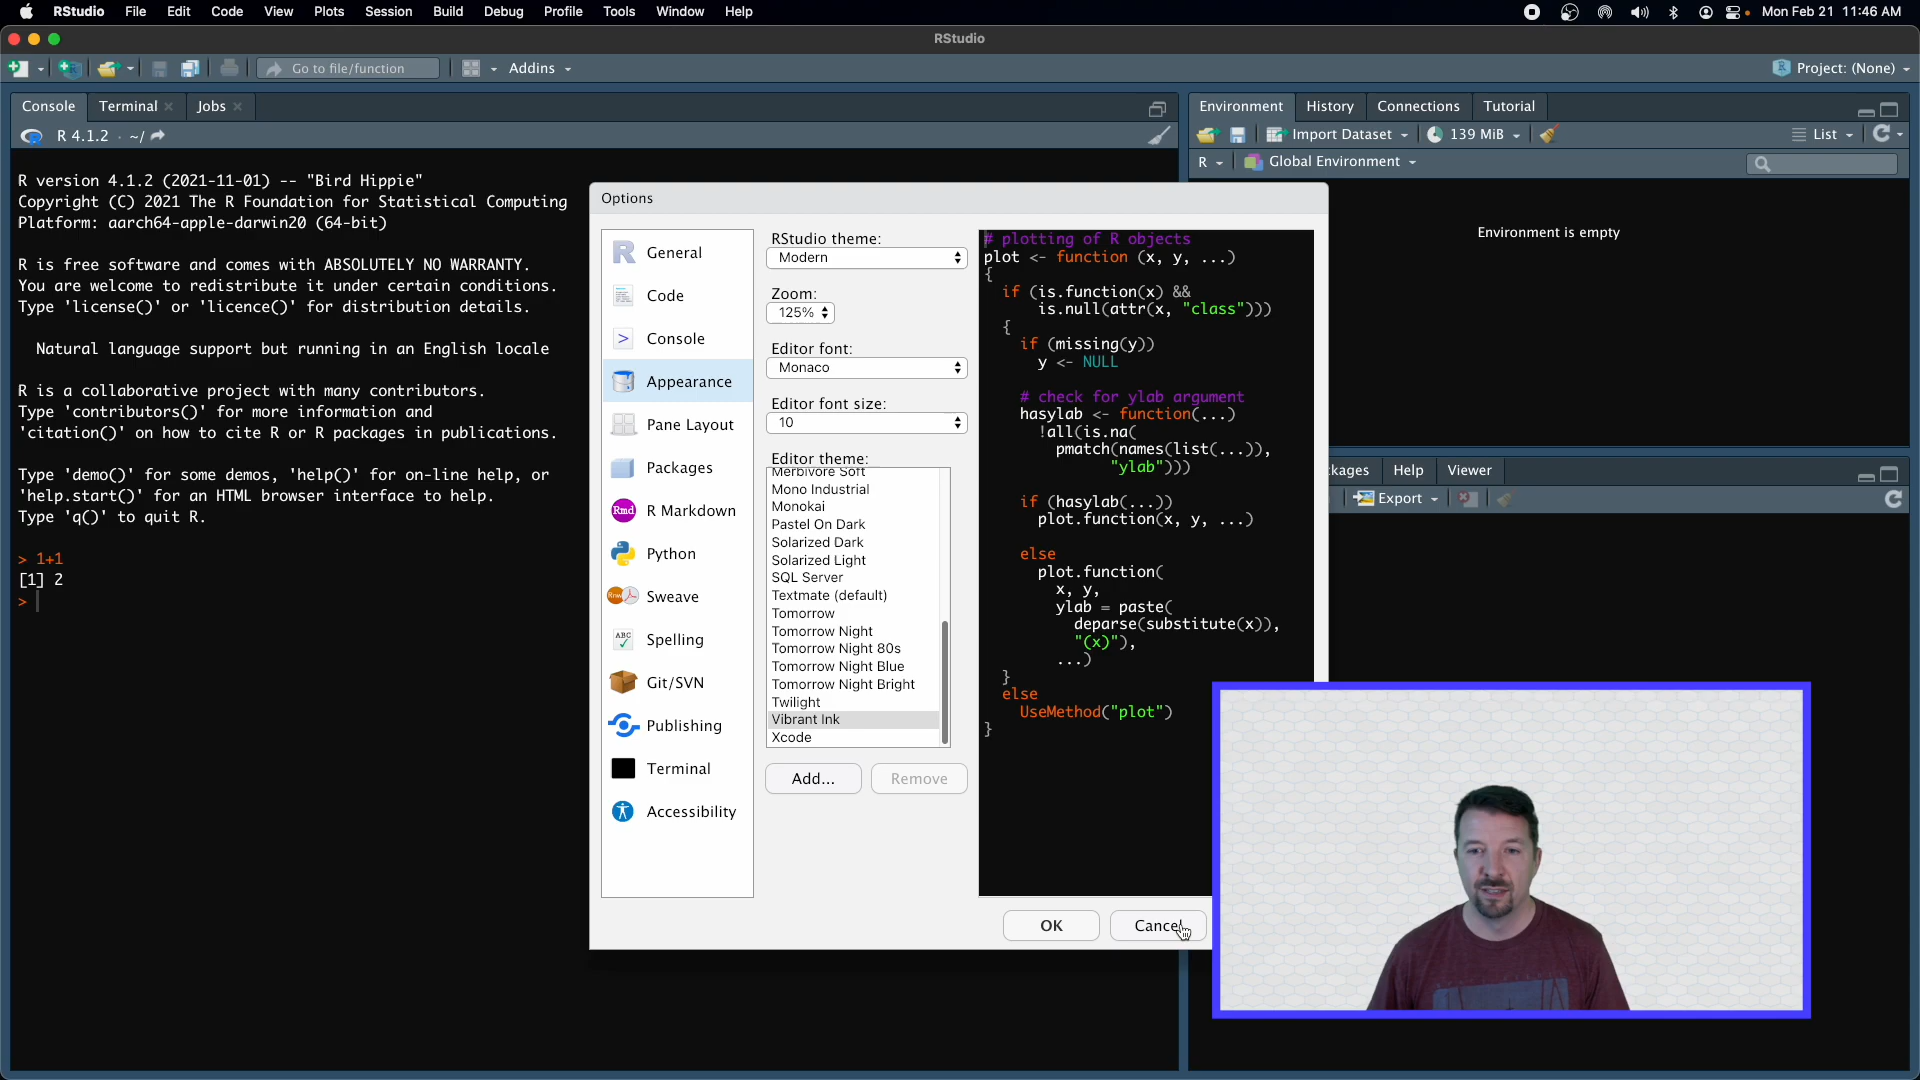 RStudio File Edit Code View Plots Session Build Debug Profile Tools Window Help
Mon Feb 21 11:46 AM
RStudio
Go to file/function
Addins
Project: (None)
Console Terminal Jobs
R 4.1.2 · ~/
R version 4.1.2 (2021-11-01) -- "Bird Hippie"
Copyright (C) 2021 The R Foundation for Statistical Computing
Platform: aarch64-apple-darwin20 (64-bit)
R is free software and comes with ABSOLUTELY NO WARRANTY.
You are welcome to redistribute it under certain conditions.
Type 'license()' or 'licence()' for distribution details.
Natural language support but running in an English locale
R is a collaborative project with many contributors.
Type 'contributors()' for more information and
'citation()' on how to cite R or R packages in publications.
Type 'demo()' for some demos, 'help()' for on-line help, or
'help.start()' for an HTML browser interface to help.
Type 'q()' to quit R.
> 1+1
[1] 2
>
Options
General
Code
Console
Appearance
Pane Layout
Packages
Rmd R Markdown
Python
Rnw Sweave
ABC Spelling
Git/SVN
Publishing
Terminal
Accessibility
RStudio theme:
Modern
Zoom:
125%
Editor font:
Monaco
Editor font size:
10
Editor theme:
Merbivore Soft
Mono Industrial
Monokai
Pastel On Dark
Solarized Dark
Solarized Light
SQL Server
Textmate (default)
Tomorrow
Tomorrow Night
Tomorrow Night 80s
Tomorrow Night Blue
Tomorrow Night Bright
Twilight
Vibrant Ink
Xcode
Add...
Remove
# plotting of R objects
plot <- function (x, y, ...)
{
if (is.function(x) &&
is.null(attr(x, "class")))
{
if (missing(y))
y <- NULL
# check for ylab argument
hasylab <- function(...)
!all(is.na(
pmatch(names(list(...)),
"ylab")))
if (hasylab(...))
plot.function(x, y, ...)
else
plot.function(
x, y,
ylab = paste(
deparse(substitute(x)),
"(x)"),
...)
}
else
UseMethod("plot")
}
OK
Cancel
Environment History Connections Tutorial
Import Dataset
139 MiB
List
R
Global Environment
Environment is empty
kages Help Viewer
Export